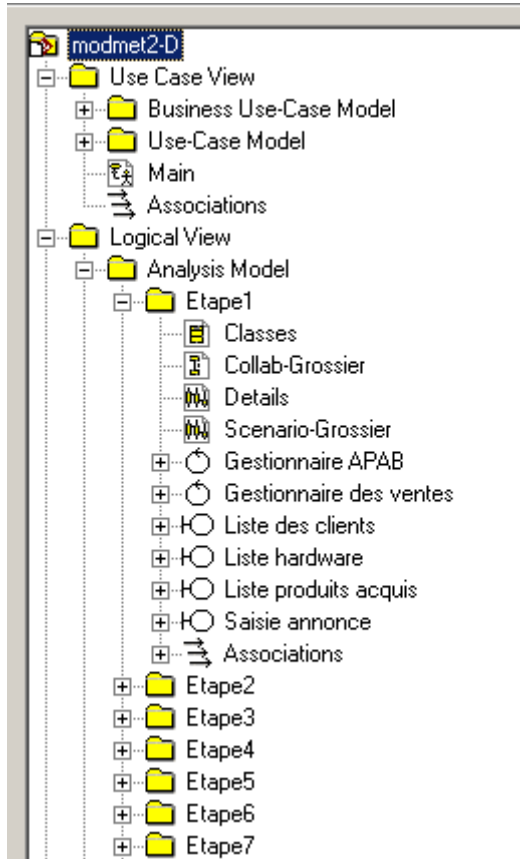 modmet2-D
Use Case View
Business Use-Case Model
Use-Case Model
Main
Associations
Logical View
Analysis Model
Etape1
Classes
Collab-Grossier
Details
Scenario-Grossier
Gestionnaire APAB
Gestionnaire des ventes
Liste des clients
Liste hardware
Liste produits acquis
Saisie annonce
Associations
Etape2
Etape3
Etape4
Etape5
Etape6
Etape7